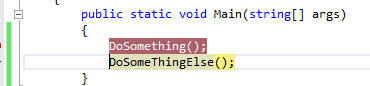 {
public static void Main(string[] args)
{
DoSomething();
DoSomeThingElse();
}